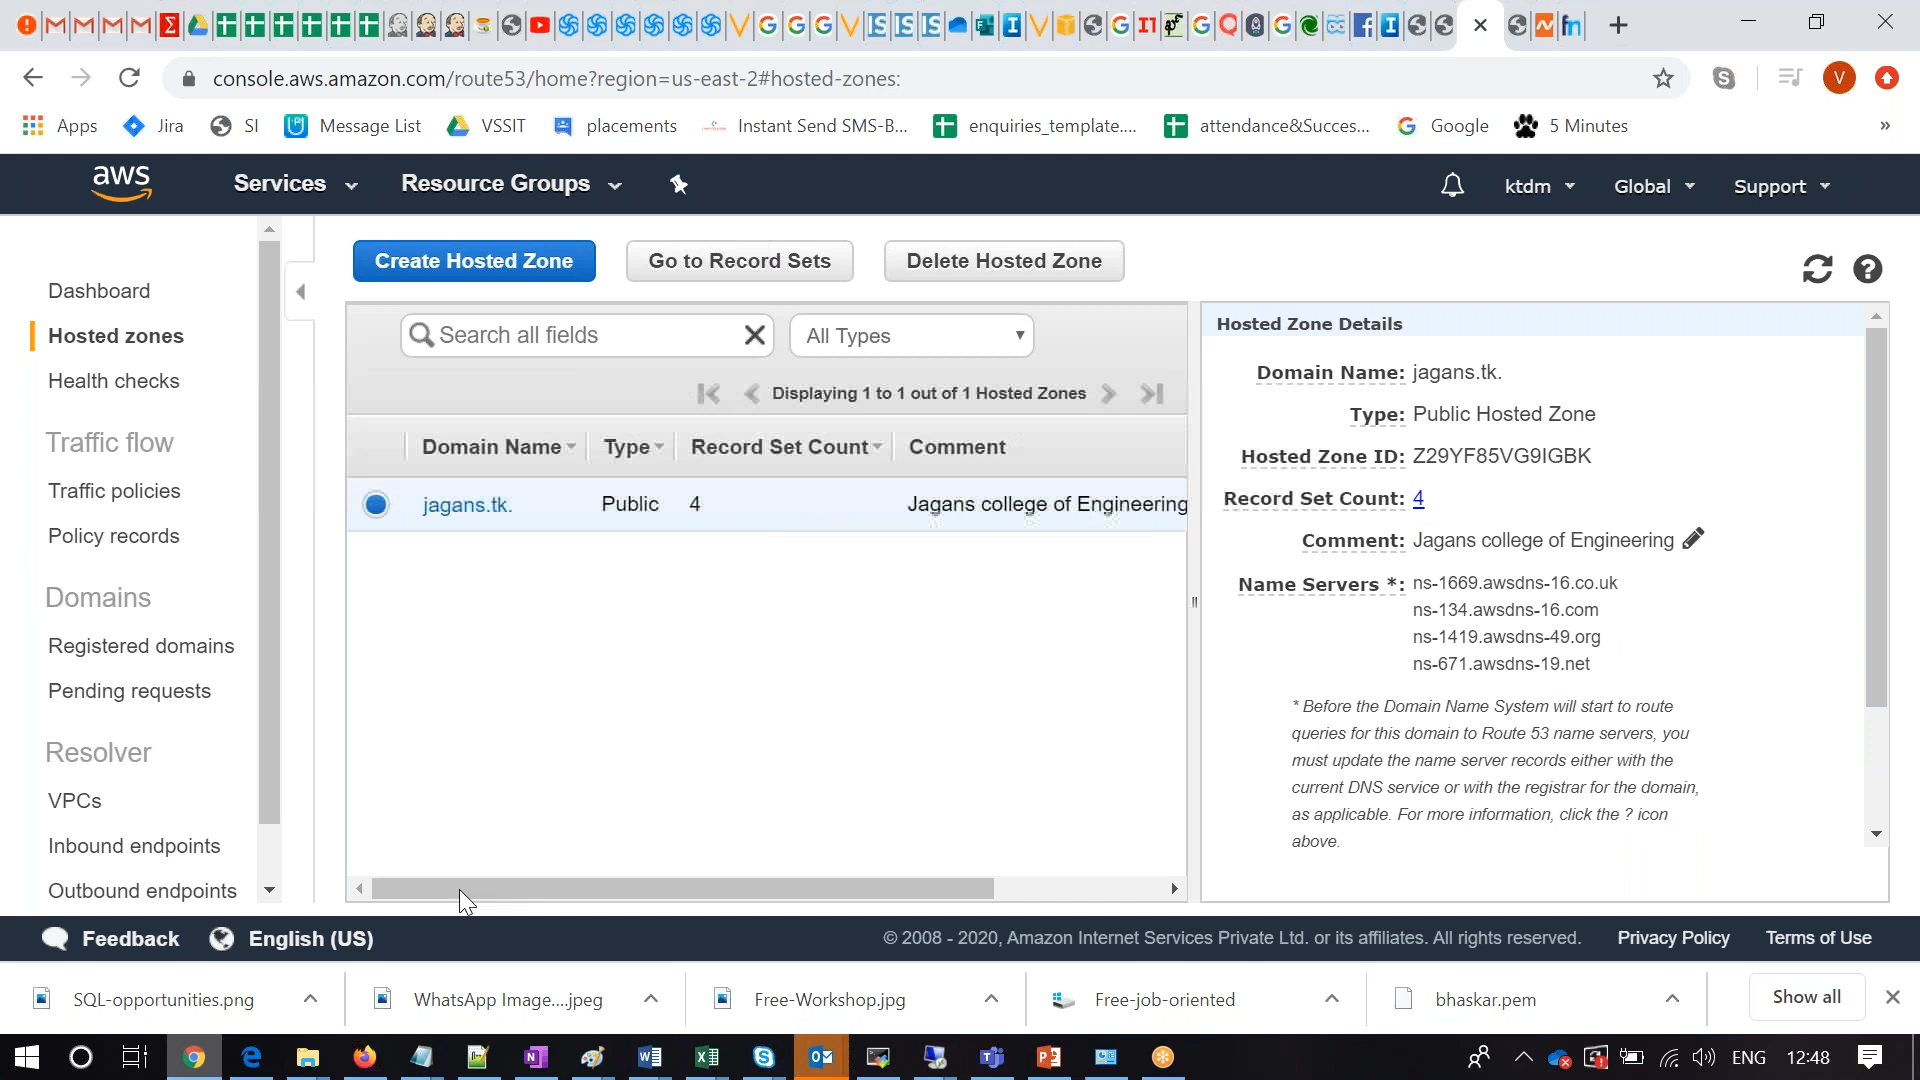 console.aws.amazon.com/route53/home?region=us-east-2#hosted-zones:
V
Apps
Jira
SI
Message List
VSSIT
placements
Instant Send SMS-B...
enquiries_template....
attendance&Succes...
Google
5 Minutes
»
aws
Services
Resource Groups
ktdm
Global
Support
Dashboard
Hosted zones
Health checks
Traffic flow
Traffic policies
Policy records
Domains
Registered domains
Pending requests
Resolver
VPCs
Inbound endpoints
Outbound endpoints
Create Hosted Zone
Go to Record Sets
Delete Hosted Zone
Search all fields
All Types
Displaying 1 to 1 out of 1 Hosted Zones
Domain Name Type Record Set Count Comment
jagans.tk. Public 4 Jagans college of Engineering
Hosted Zone Details
Domain Name: jagans.tk.
Type: Public Hosted Zone
Hosted Zone ID: Z29YF85VG9IGBK
Record Set Count: 4
Comment: Jagans college of Engineering
Name Servers *: ns-1669.awsdns-16.co.uk
ns-134.awsdns-16.com
ns-1419.awsdns-49.org
ns-671.awsdns-19.net
* Before the Domain Name System will start to route
queries for this domain to Route 53 name servers, you
must update the name server records either with the
current DNS service or with the registrar for the domain,
as applicable. For more information, click the ? icon
above.
Feedback
English (US)
© 2008 - 2020, Amazon Internet Services Private Ltd. or its affiliates. All rights reserved.
Privacy Policy
Terms of Use
SQL-opportunities.png
WhatsApp Image....jpeg
Free-Workshop.jpg
Free-job-oriented
bhaskar.pem
Show all
ENG
12:48